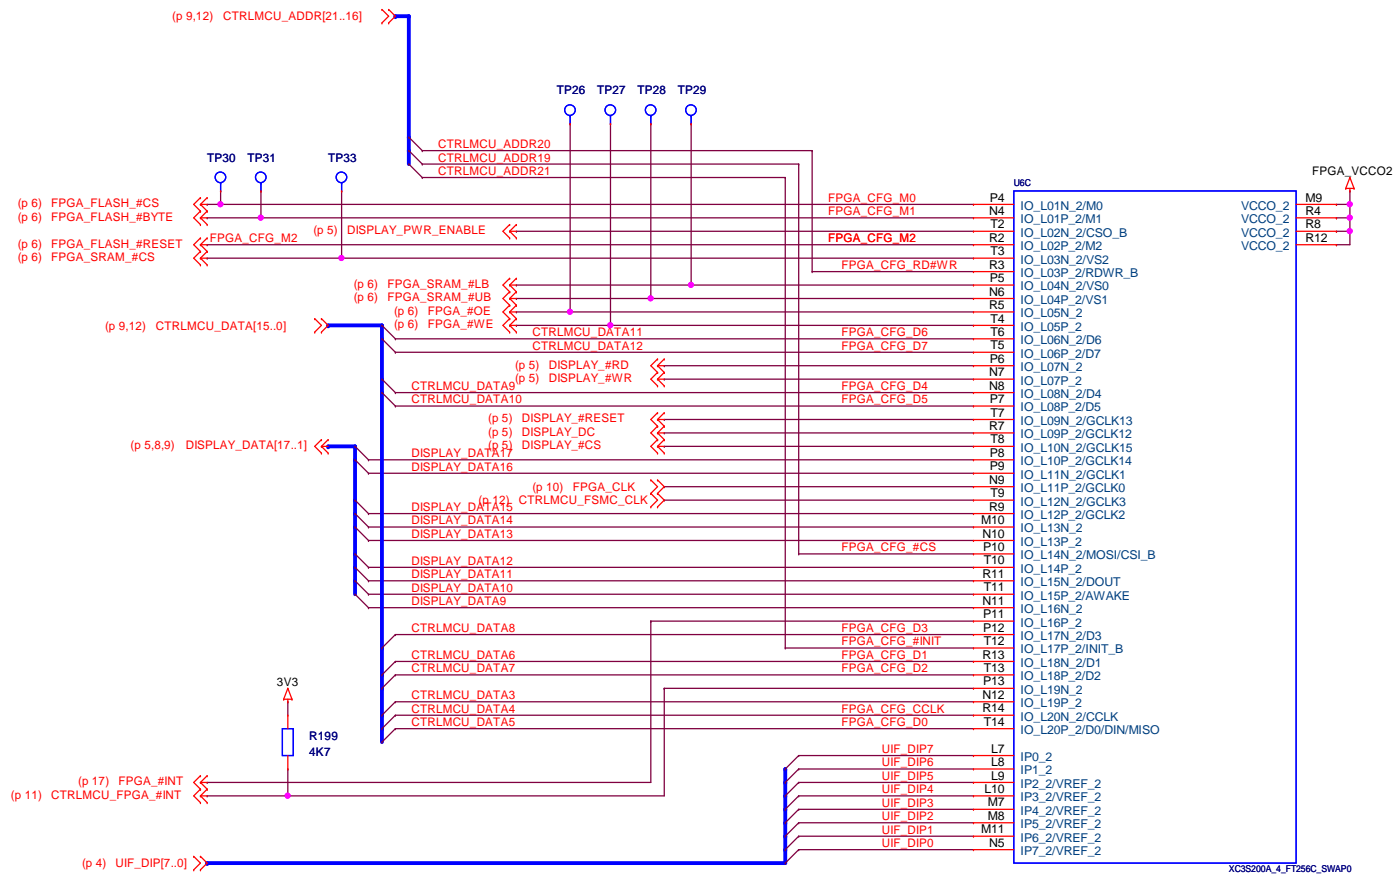 (p 9,12) CTRLMCU_ADDR[21..16]
TP26 TP27 TP28 TP29
CTRLMCU_ADDR20
CTRLMCU_ADDR19
CTRLMCU_ADDR21
TP30 TP31 TP33
FPGA_VCCO2
U6C
(p 6) FPGA_FLASH_#CS FPGA_CFG_M0 P4 IO_L01N_2/M0 VCCO_2 M9
(p 6) FPGA_FLASH_#BYTE FPGA_CFG_M1 N4 IO_L01P_2/M1 VCCO_2 R4
(p 5) DISPLAY_PWR_ENABLE T2 IO_L02N_2/CSO_B VCCO_2 R8
(p 6) FPGA_FLASH_#RESET FPGA_CFG_M2 FPGA_CFG_M2 R2 IO_L02P_2/M2 VCCO_2 R12
(p 6) FPGA_SRAM_#CS T3 IO_L03N_2/VS2
FPGA_CFG_RD#WR R3 IO_L03P_2/RDWR_B
(p 6) FPGA_SRAM_#LB P5 IO_L04N_2/VS0
(p 6) FPGA_SRAM_#UB N6 IO_L04P_2/VS1
(p 6) FPGA_#OE R5 IO_L05N_2
(p 6) FPGA_#WE T4 IO_L05P_2
(p 9,12) CTRLMCU_DATA[15..0]
CTRLMCU_DATA11 FPGA_CFG_D6 T6 IO_L06N_2/D6
CTRLMCU_DATA12 FPGA_CFG_D7 T5 IO_L06P_2/D7
(p 5) DISPLAY_#RD P6 IO_L07N_2
(p 5) DISPLAY_#WR N7 IO_L07P_2
CTRLMCU_DATA9 FPGA_CFG_D4 N8 IO_L08N_2/D4
CTRLMCU_DATA10 FPGA_CFG_D5 P7 IO_L08P_2/D5
(p 5) DISPLAY_#RESET T7 IO_L09N_2/GCLK13
(p 5) DISPLAY_DC R7 IO_L09P_2/GCLK12
(p 5) DISPLAY_#CS T8 IO_L10N_2/GCLK15
(p 5,8,9) DISPLAY_DATA[17..1]
DISPLAY_DATA17 P8 IO_L10P_2/GCLK14
DISPLAY_DATA16 P9 IO_L11N_2/GCLK1
(p 10) FPGA_CLK N9 IO_L11P_2/GCLK0
(p 12) CTRLMCU_FSMC_CLK T9 IO_L12N_2/GCLK3
DISPLAY_DATA15 R9 IO_L12P_2/GCLK2
DISPLAY_DATA14 M10 IO_L13N_2
DISPLAY_DATA13 N10 IO_L13P_2
FPGA_CFG_#CS P10 IO_L14N_2/MOSI/CSI_B
DISPLAY_DATA12 T10 IO_L14P_2
DISPLAY_DATA11 R11 IO_L15N_2/DOUT
DISPLAY_DATA10 T11 IO_L15P_2/AWAKE
DISPLAY_DATA9 N11 IO_L16N_2
P11 IO_L16P_2
CTRLMCU_DATA8 FPGA_CFG_D3 P12 IO_L17N_2/D3
FPGA_CFG_#INIT T12 IO_L17P_2/INIT_B
CTRLMCU_DATA6 FPGA_CFG_D1 R13 IO_L18N_2/D1
CTRLMCU_DATA7 FPGA_CFG_D2 T13 IO_L18P_2/D2
3V3
P13 IO_L19N_2
CTRLMCU_DATA3 N12 IO_L19P_2
CTRLMCU_DATA4 FPGA_CFG_CCLK R14 IO_L20N_2/CCLK
CTRLMCU_DATA5 FPGA_CFG_D0 T14 IO_L20P_2/D0/DIN/MISO
R199
4K7
UIF_DIP7 L7 IP0_2
UIF_DIP6 L8 IP1_2
(p 17) FPGA_#INT UIF_DIP5 L9 IP2_2/VREF_2
(p 11) CTRLMCU_FPGA_#INT UIF_DIP4 L10 IP3_2/VREF_2
UIF_DIP3 M7 IP4_2/VREF_2
UIF_DIP2 M8 IP5_2/VREF_2
UIF_DIP1 M11 IP6_2/VREF_2
UIF_DIP0 N5 IP7_2/VREF_2
(p 4) UIF_DIP[7..0]
XC3S200A_4_FT256C_SWAP0